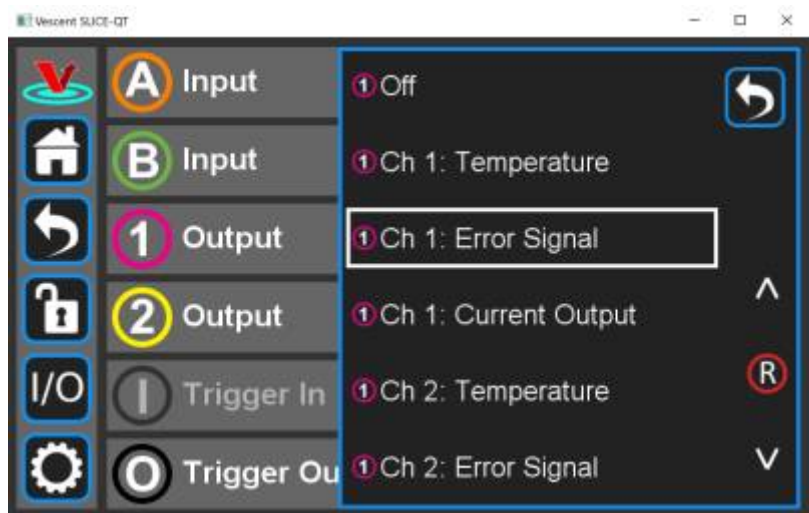 Vescent SLICE-QT
A Input
B Input
1 Output
2 Output
I/O
I Trigger In
O Trigger Ou
1 Off
1 Ch 1: Temperature
1 Ch 1: Error Signal
1 Ch 1: Current Output
1 Ch 2: Temperature
1 Ch 2: Error Signal
R